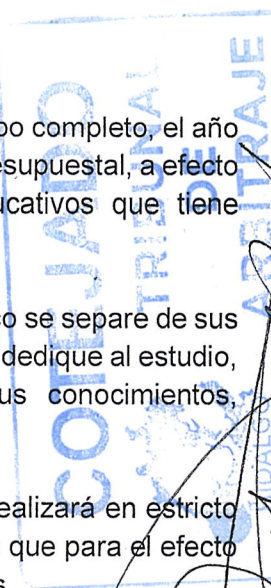 po completo, el año
esupuestal, a efecto
ucativos que tiene
co se separe de sus
dedique al estudio,
us conocimientos,
ealizará en estricto
que para el efecto
COTEJADO
TRIBUNAL
DE
ARBITRAJE